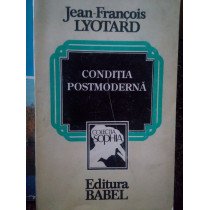 Jean-François
LYOTARD
CONDIȚIA
POSTMODERNĂ
COLECȚIA
SOPHIA
Editura
BABEL